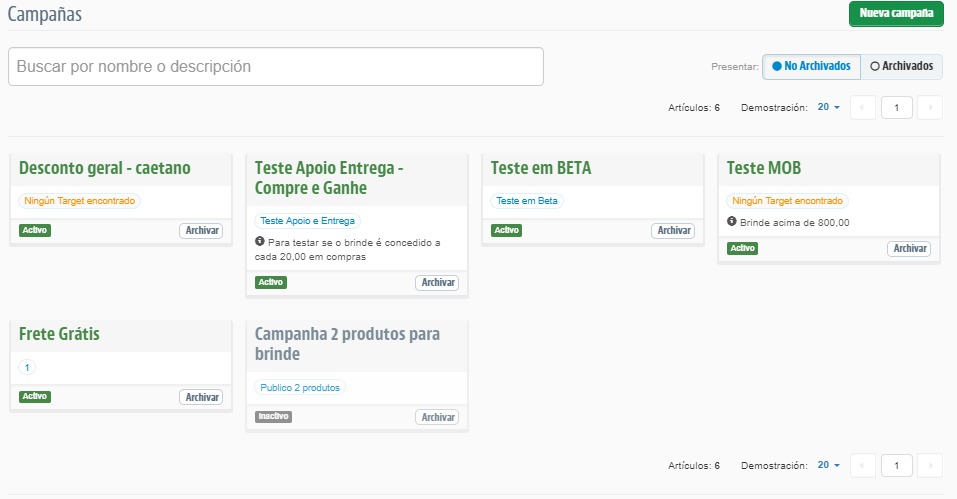 Campañas
Nueva campaña
Buscar por nombre o descripción
Presentar: No Archivados Archivados
Artículos: 6 Demostración: 20 1
Desconto geral - caetano
Ningún Target encontrado
Activo Archivar
Teste Apoio Entrega -
Compre e Ganhe
Teste Apoio e Entrega
Para testar se o brinde é concedido a
cada 20,00 em compras
Activo Archivar
Teste em BETA
Teste em Beta
Activo Archivar
Teste MOB
Ningún Target encontrado
Brinde acima de 800,00
Activo Archivar
Frete Grátis
1
Activo Archivar
Campanha 2 produtos para
brinde
Publico 2 produtos
Inactivo Archivar
Artículos: 6 Demostración: 20 1